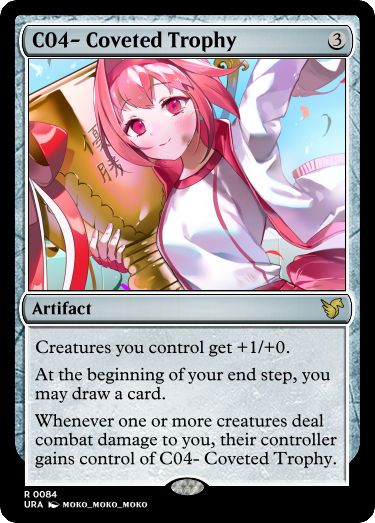 C04– Coveted Trophy 3
優勝
Artifact
Creatures you control get +1/+0.
At the beginning of your end step, you
may draw a card.
Whenever one or more creatures deal
combat damage to you, their controller
gains control of C04– Coveted Trophy.
R 0084
URA MOKO_MOKO_MOKO